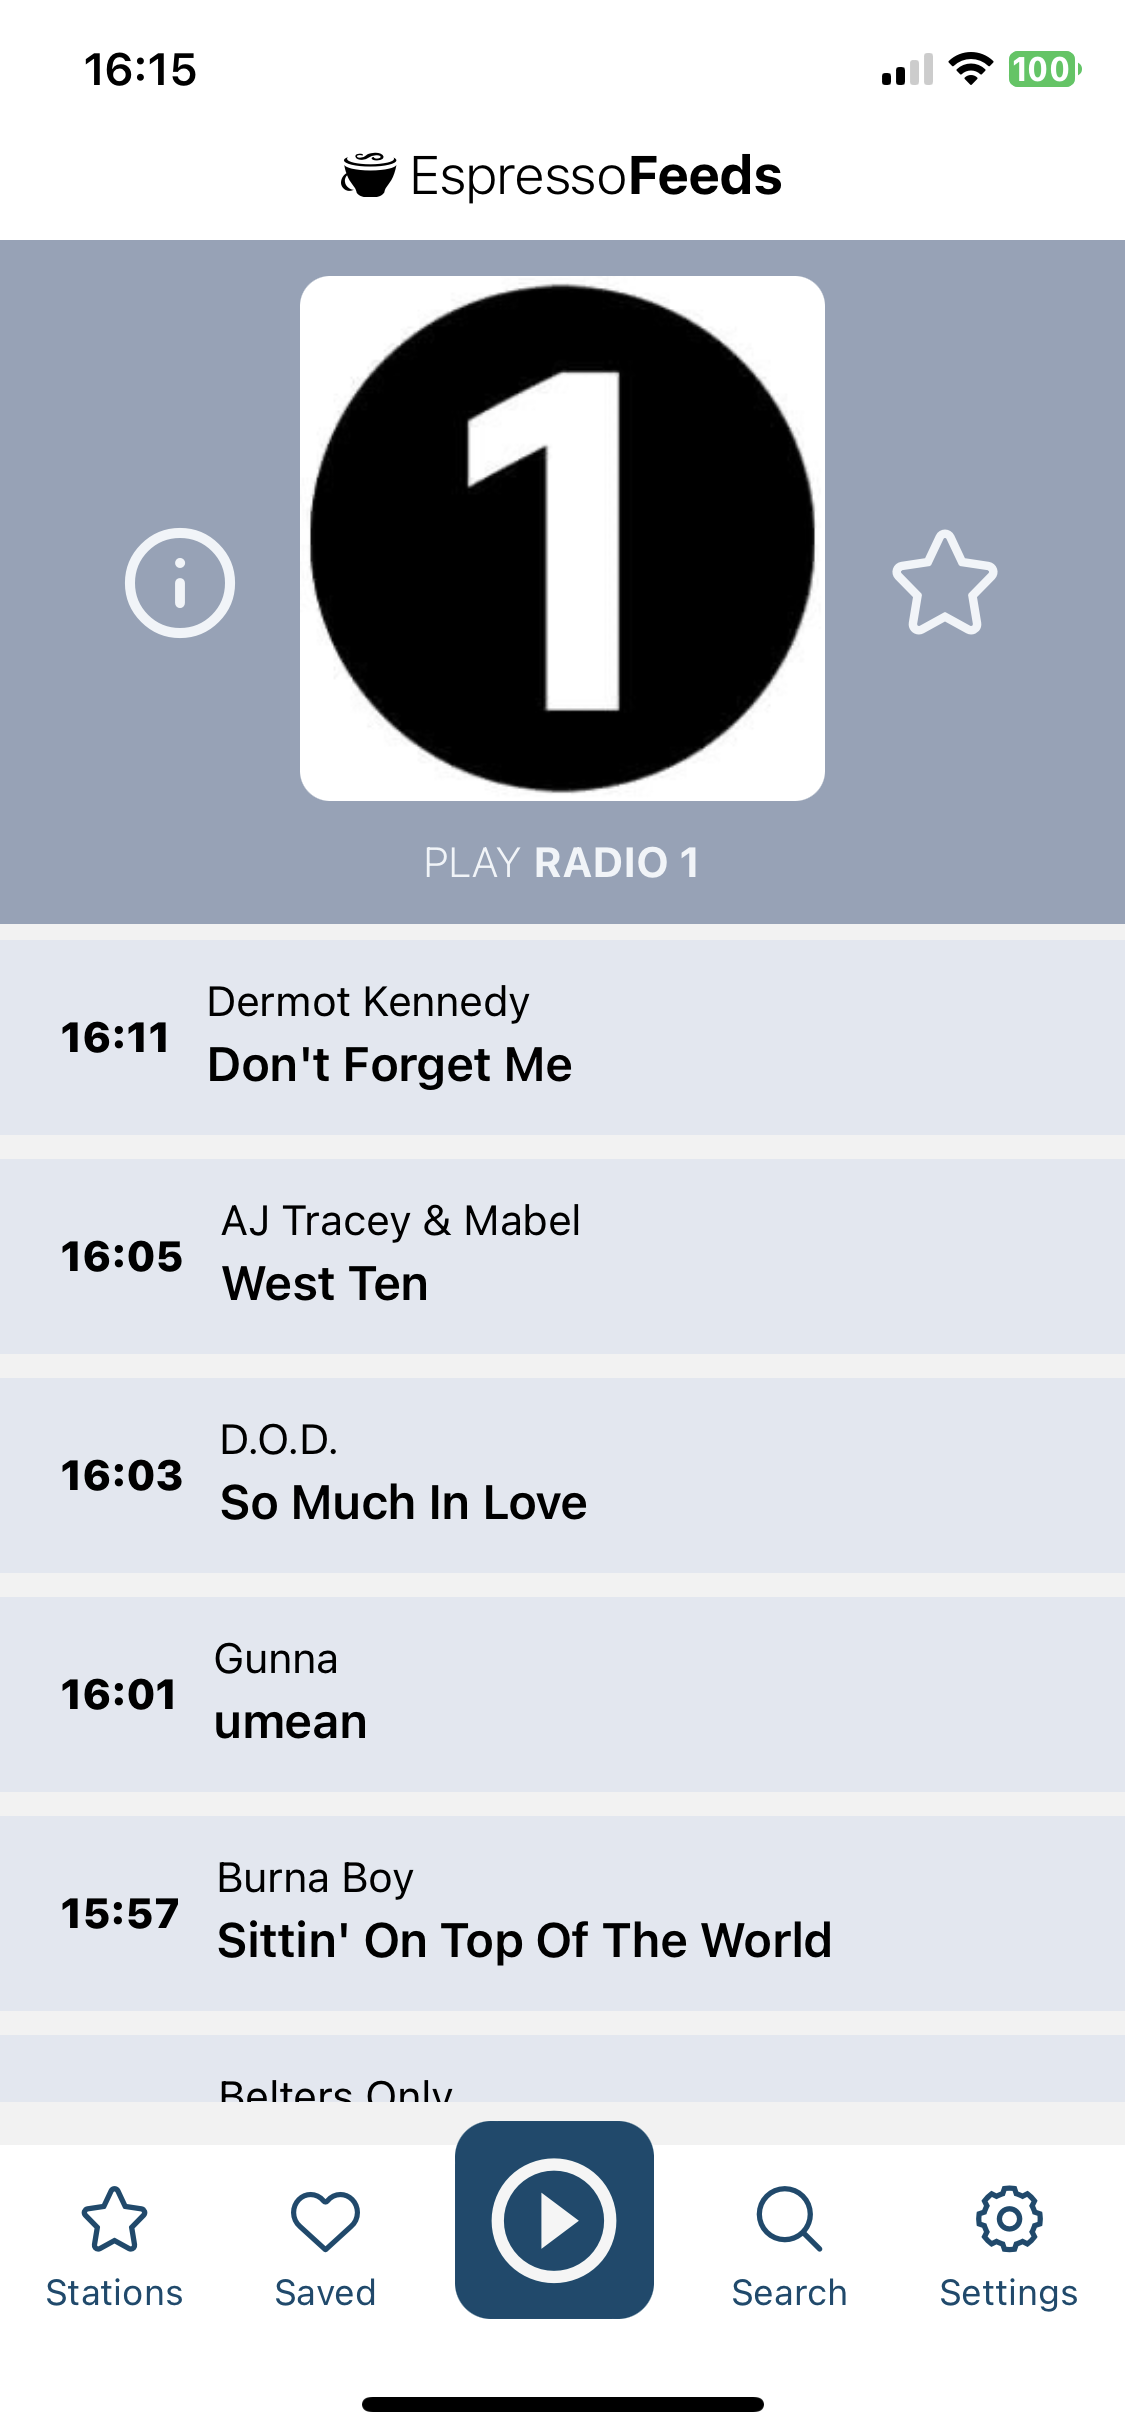 16:15
100
EspressoFeeds
1
PLAY RADIO 1
16:11
Dermot Kennedy
Don't Forget Me
16:05
AJ Tracey & Mabel
West Ten
16:03
D.O.D.
So Much In Love
16:01
Gunna
umean
15:57
Burna Boy
Sittin' On Top Of The World
Belters Only
Stations
Saved
Search
Settings